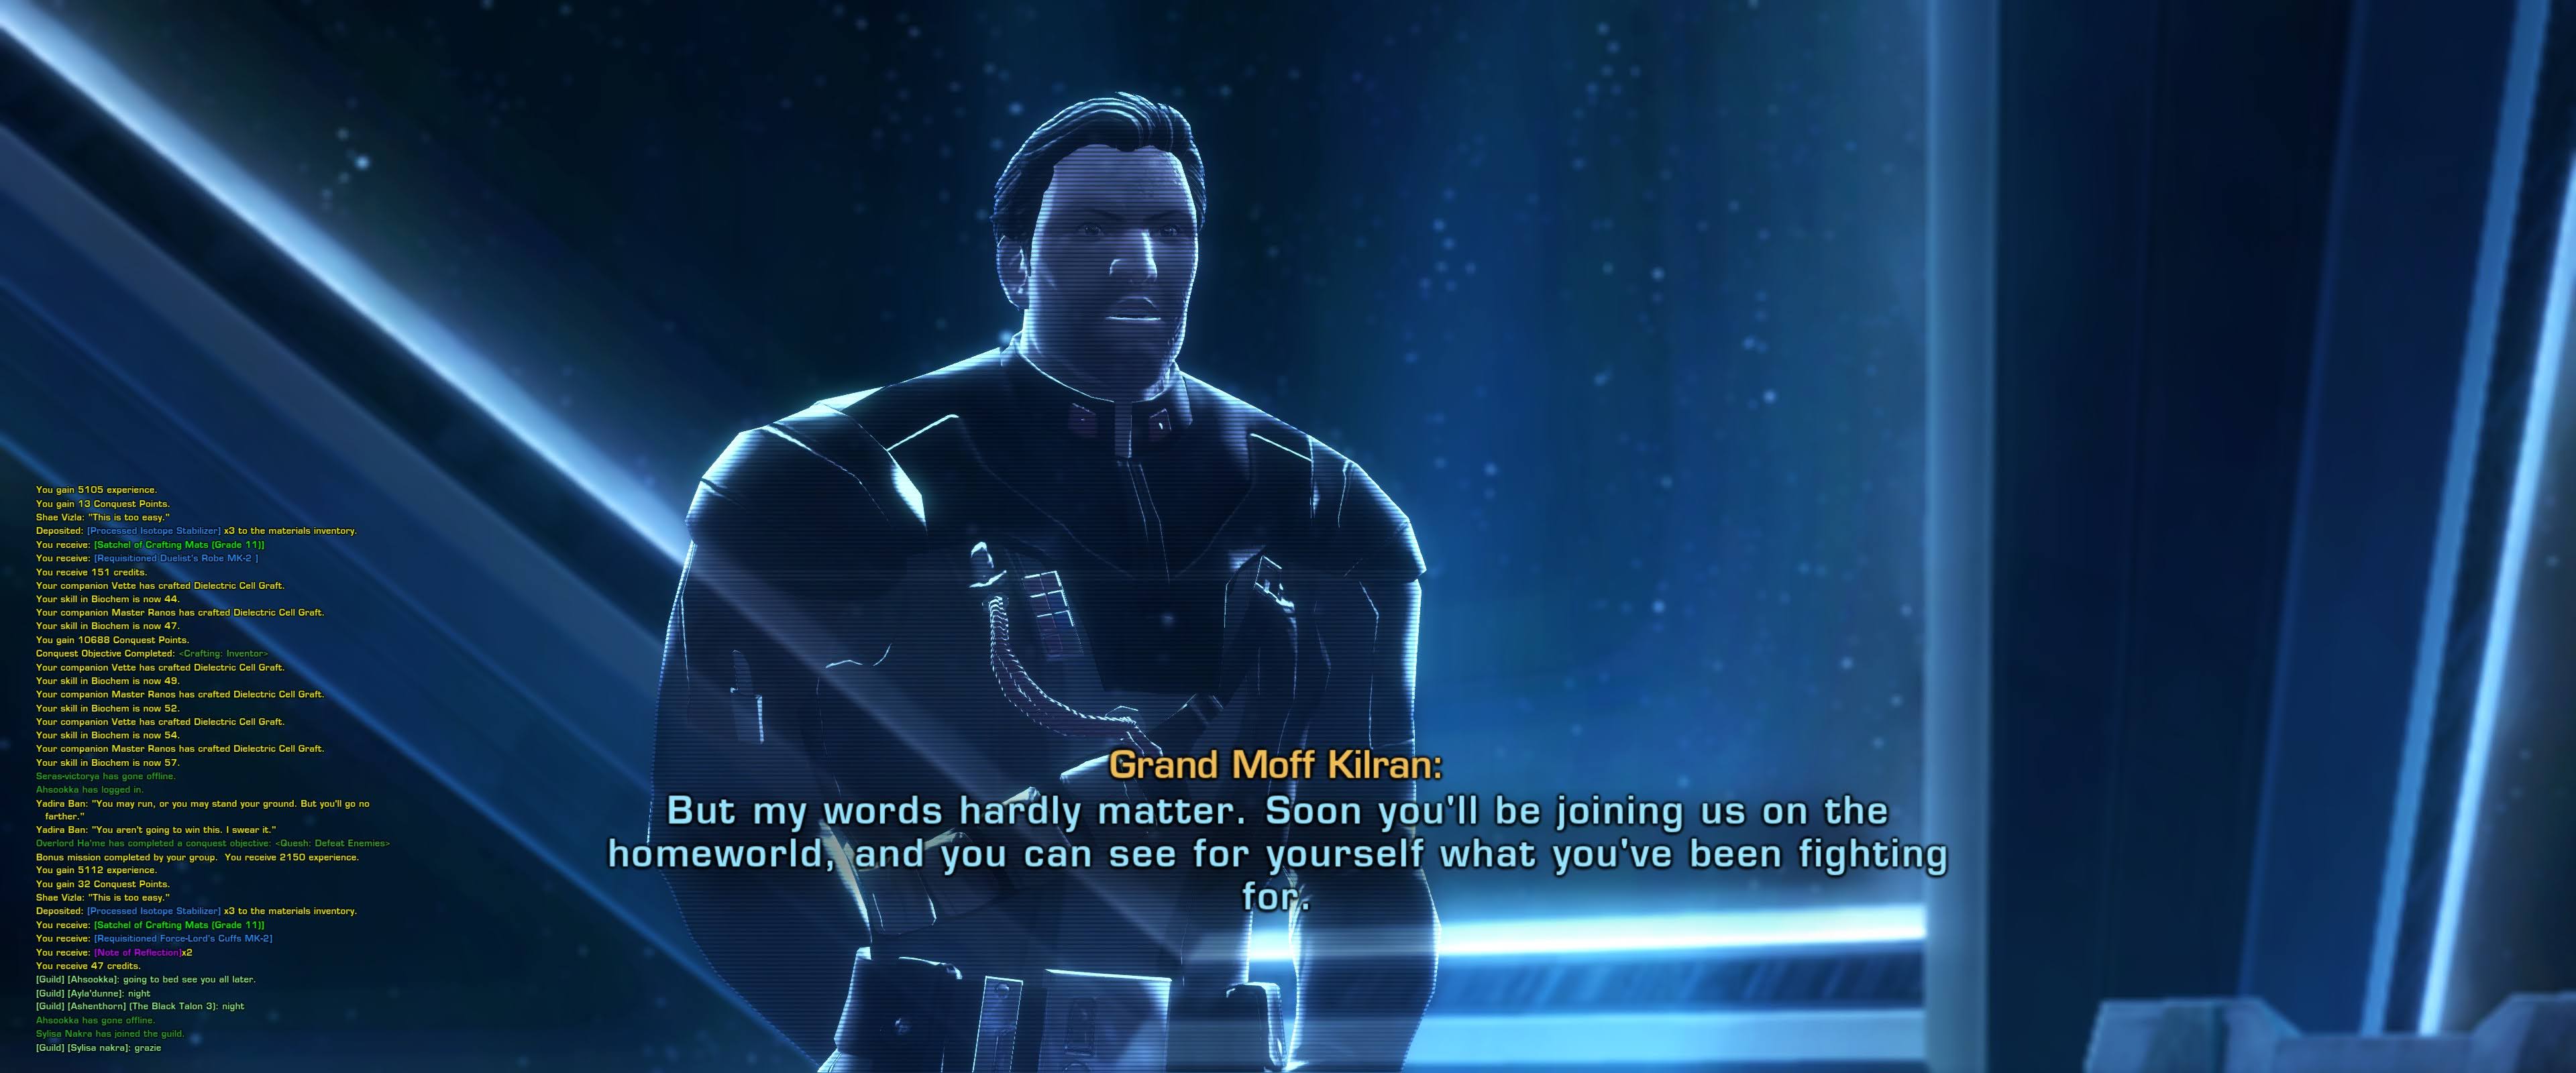 You gain 5105 experience.
You gain 13 Conquest Points.
Shae Vizla: "This is too easy."
Deposited: [Processed Isotope Stabilizer] x3 to the materials inventory.
You receive: [Satchel of Crafting Mats (Grade 11)]
You receive: [Requisitioned Duelist's Robe MK-2 ]
You receive 151 credits.
Your companion Vette has crafted Dielectric Cell Graft.
Your skill in Biochem is now 44.
Your companion Master Ranos has crafted Dielectric Cell Graft.
Your skill in Biochem is now 47.
You gain 10688 Conquest Points.
Conquest Objective Completed: <Crafting: Inventor>
Your companion Vette has crafted Dielectric Cell Graft.
Your skill in Biochem is now 49.
Your companion Master Ranos has crafted Dielectric Cell Graft.
Your skill in Biochem is now 52.
Your companion Vette has crafted Dielectric Cell Graft.
Your skill in Biochem is now 54.
Your companion Master Ranos has crafted Dielectric Cell Graft.
Your skill in Biochem is now 57.
Seras-victorya has gone offline.
Ahsookka has logged in.
Yadira Ban: "You may run, or you may stand your ground. But you'll go no
farther."
Yadira Ban: "You aren't going to win this. I swear it."
Overlord Ha'me has completed a conquest objective: <Quesh: Defeat Enemies>
Bonus mission completed by your group.  You receive 2150 experience.
You gain 5112 experience.
You gain 32 Conquest Points.
Shae Vizla: "This is too easy."
Deposited: [Processed Isotope Stabilizer] x3 to the materials inventory.
You receive: [Satchel of Crafting Mats (Grade 11)]
You receive: [Requisitioned Force-Lord's Cuffs MK-2]
You receive: [Note of Reflection]x2
You receive 47 credits.
[Guild] [Ahsookka]: going to bed see you all later.
[Guild] [Ayla'dunne]: night
[Guild] [Ashenthorn] (The Black Talon 3): night
Ahsookka has gone offline.
Sylisa Nakra has joined the guild.
[Guild] [Sylisa nakra]: grazie
Grand Moff Kilran:
But my words hardly matter. Soon you'll be joining us on the
homeworld, and you can see for yourself what you've been fighting
for.